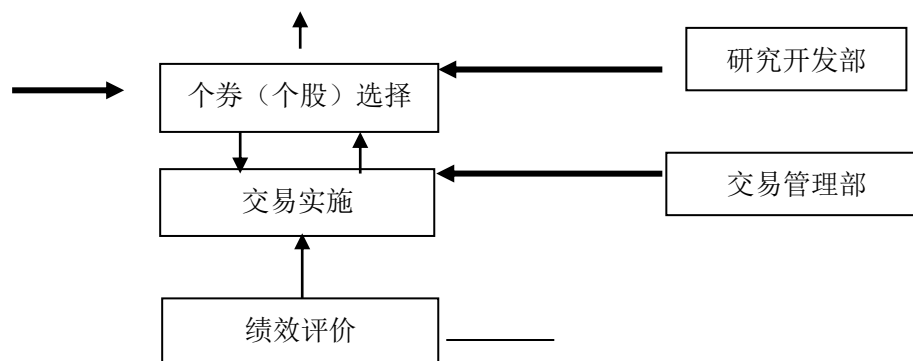 研究开发部
个券（个股）选择
交易管理部
交易实施
绩效评价